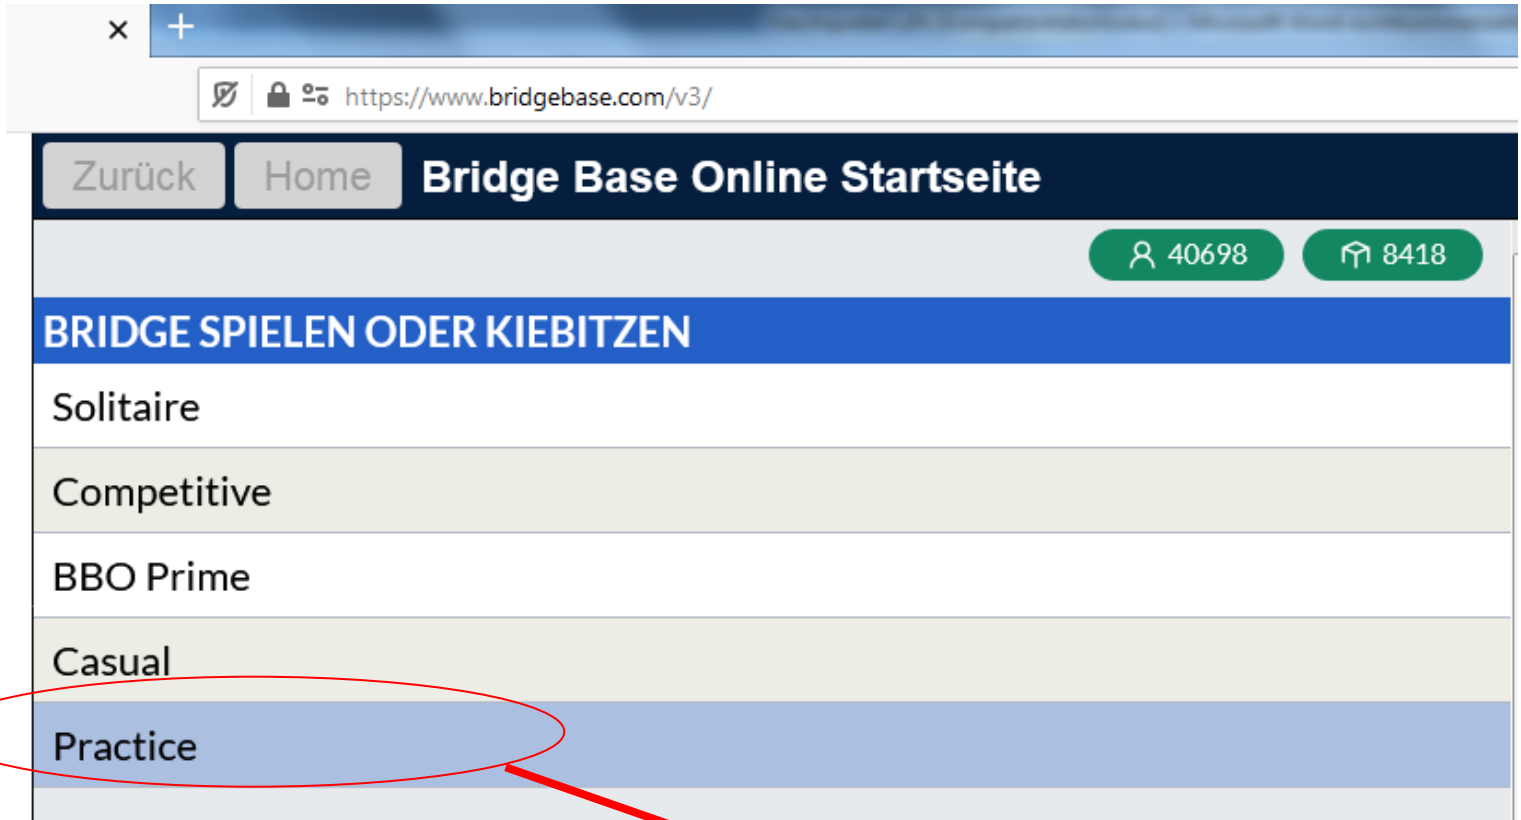 https://www.bridgebase.com/v3/
Zurück Home Bridge Base Online Startseite
40698 8418
BRIDGE SPIELEN ODER KIEBITZEN
Solitaire
Competitive
BBO Prime
Casual
Practice